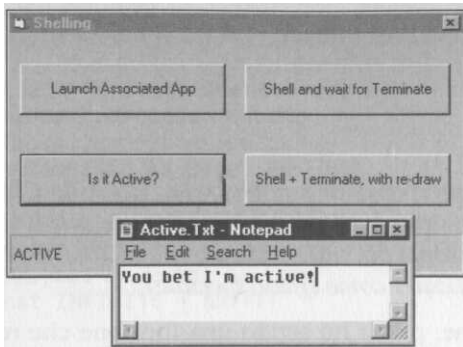 Shelling
Launch Associated App
Shell and wait for Terminate
Is it Active?
Shell + Terminate, with re-draw
ACTIVE
Active.Txt - Notepad
File Edit Search Help
You bet I'm active!